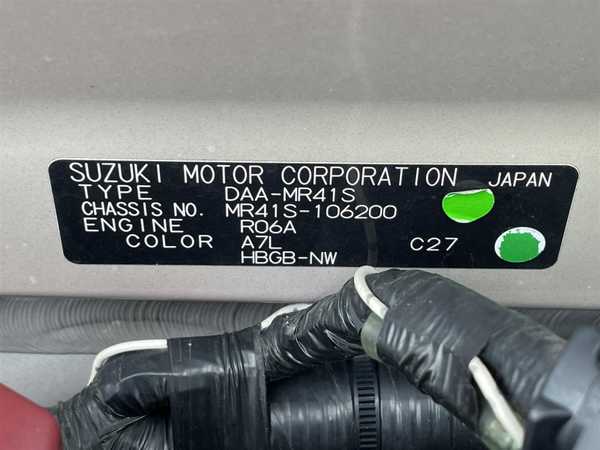 SUZUKI MOTOR CORPORATION JAPAN
TYPE DAA-MR41S
CHASSIS NO. MR41S-106200
ENGINE R06A
COLOR A7L C27
HBGB-NW